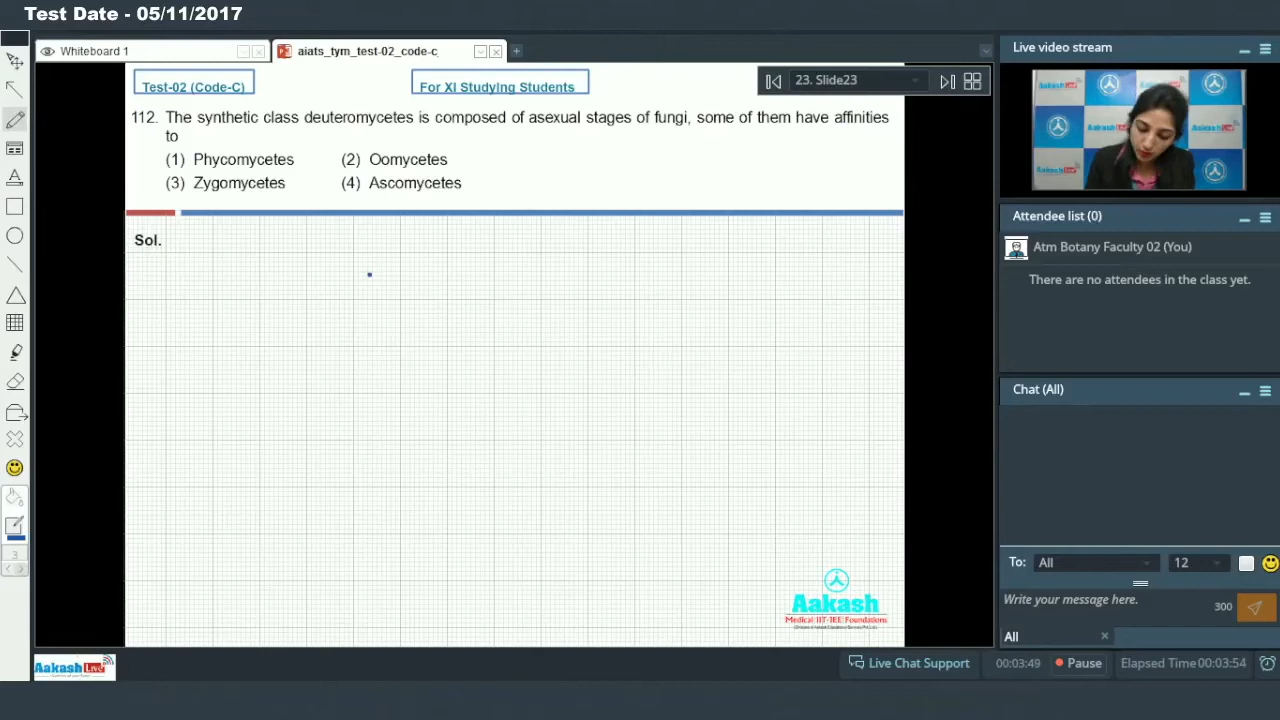 Test Date - 05/11/2017
Whiteboard 1
aiats_tym_test-02_code-c
Live video stream
Test-02 (Code-C)
For XI Studying Students
23. Slide23
112. The synthetic class deuteromycetes is composed of asexual stages of fungi, some of them have affinities
to
(1) Phycomycetes (2) Oomycetes
(3) Zygomycetes (4) Ascomycetes
Sol.
Attendee list (0)
Atm Botany Faculty 02 (You)
There are no attendees in the class yet.
Chat (All)
To: All 12
Write your message here.
300
All
3
Aakash
Medical|IIT-JEE|Foundations
Aakash Live
Live Chat Support
00:03:49
Pause
Elapsed Time 00:03:54